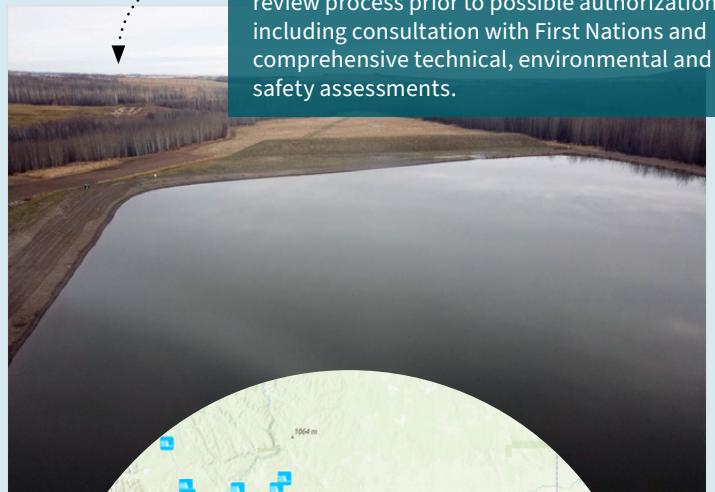 review process prior to possible authorization
including consultation with First Nations and
comprehensive technical, environmental and
safety assessments.
1064 m